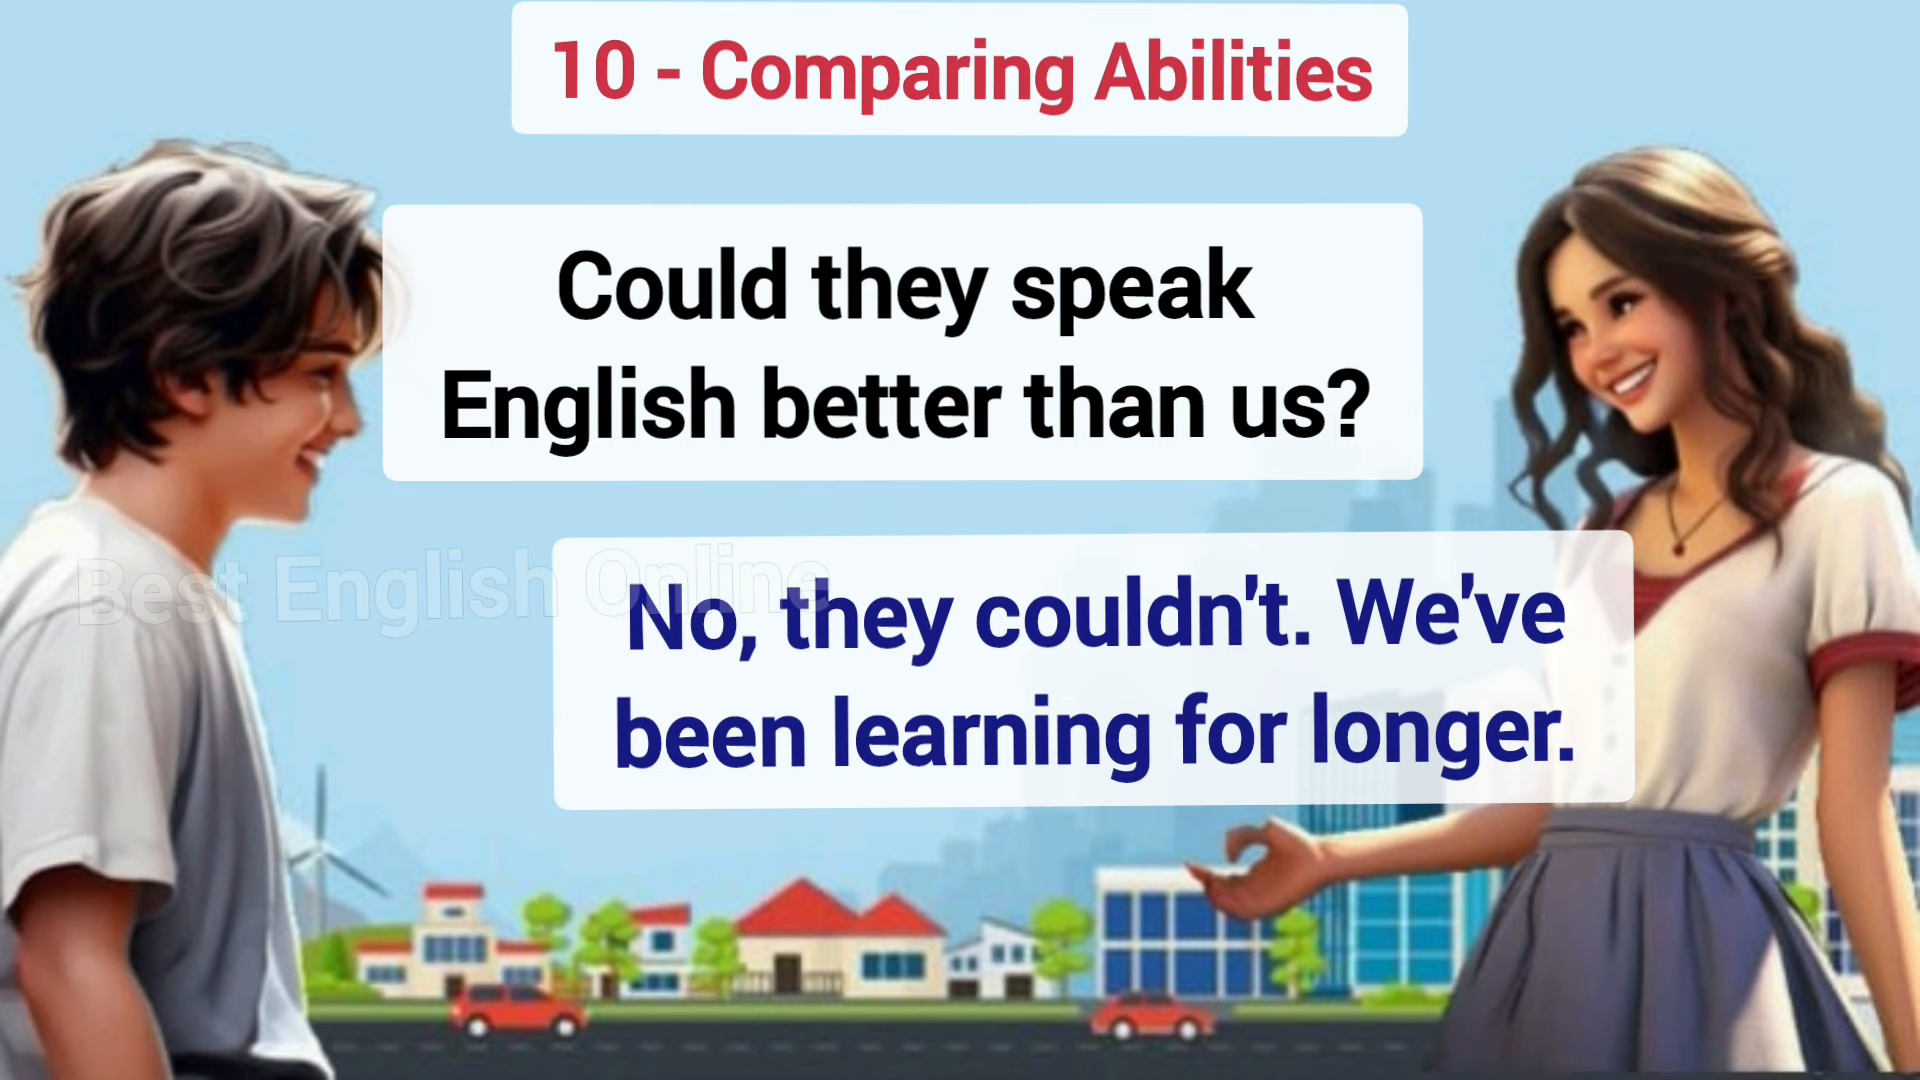 10 - Comparing Abilities
Could they speak
English better than us?
Best English Online
No, they couldn't. We've
been learning for longer.